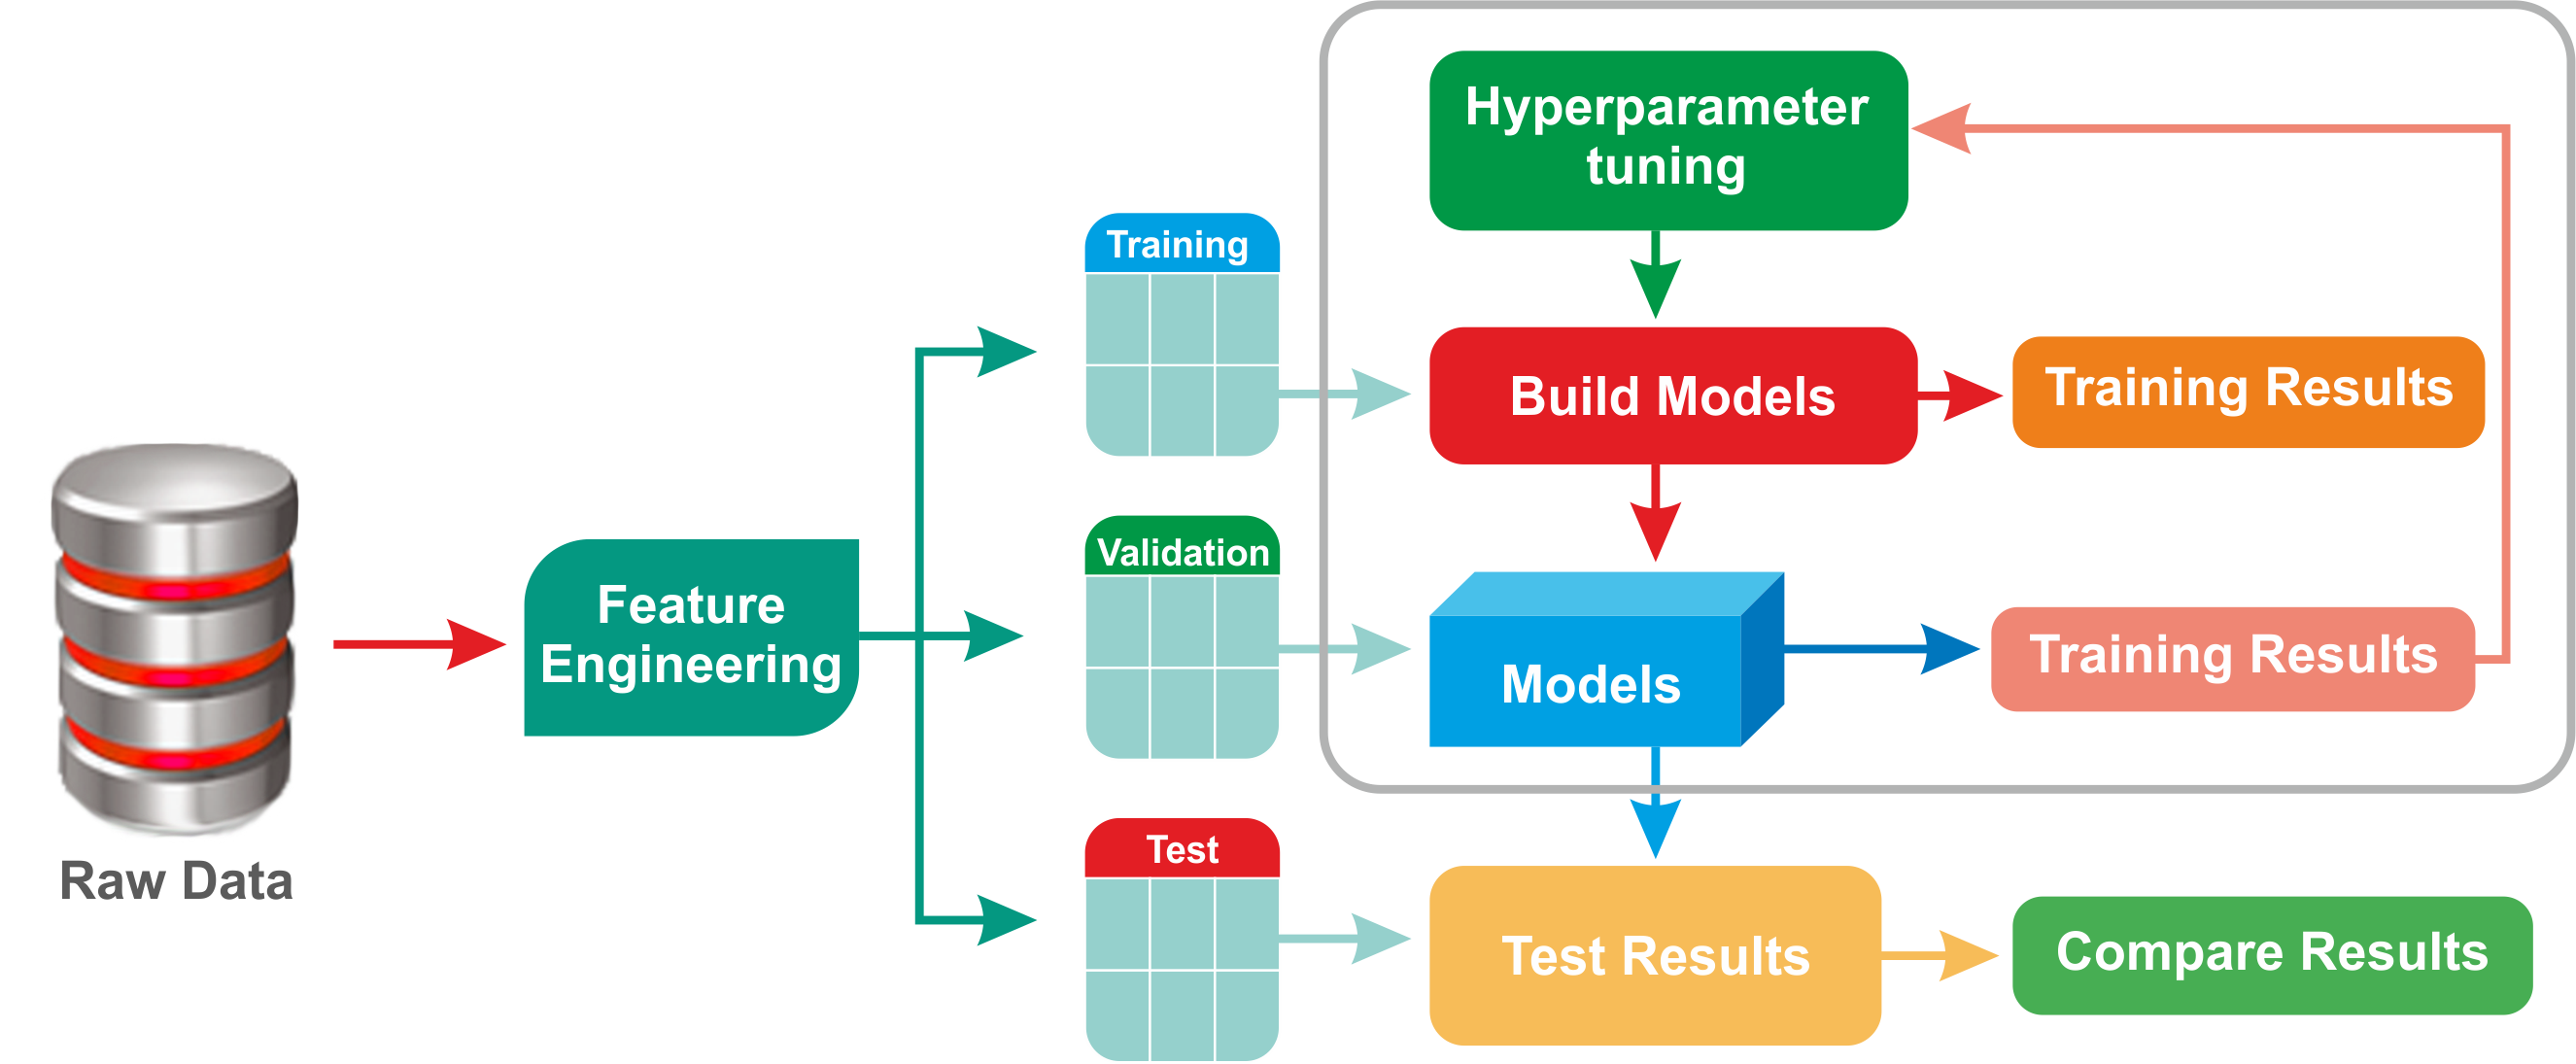 Raw Data
Feature
Engineering
Training
Validation
Test
Hyperparameter
tuning
Build Models
Training Results
Models
Training Results
Test Results
Compare Results